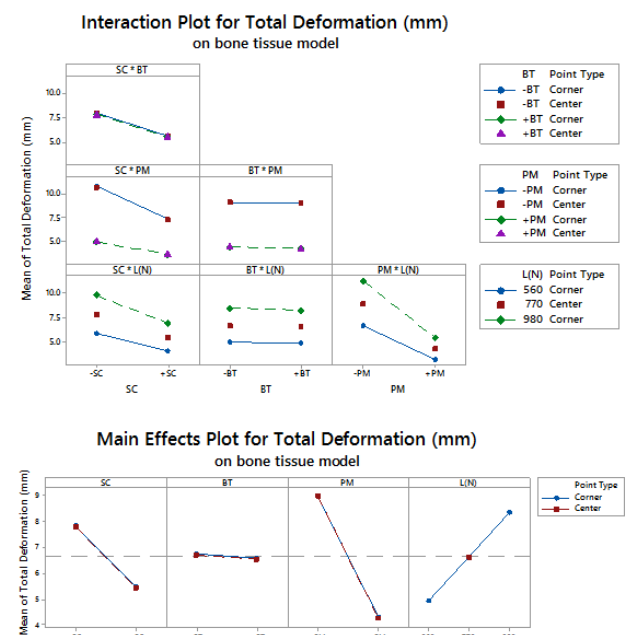 Interaction Plot for Total Deformation (mm)
on bone tissue model
SC * BT
10.0
7.5
5.0
SC * PM
BT * PM
10.0
7.5
5.0
SC * L(N)
BT * L(N)
PM * L(N)
10.0
7.5
5.0
-SC
+SC
-BT
+BT
-PM
+PM
SC
BT
PM
Mean of Total Deformation (mm)
BT Point Type
-BT Corner
-BT Center
+BT Corner
+BT Center
PM Point Type
-PM Corner
-PM Center
+PM Corner
+PM Center
L(N) Point Type
560 Corner
770 Center
980 Corner
Main Effects Plot for Total Deformation (mm)
on bone tissue model
SC
BT
PM
L(N)
9
8
7
6
5
4
Mean of Total Deformation (mm)
Point Type
Corner
Center